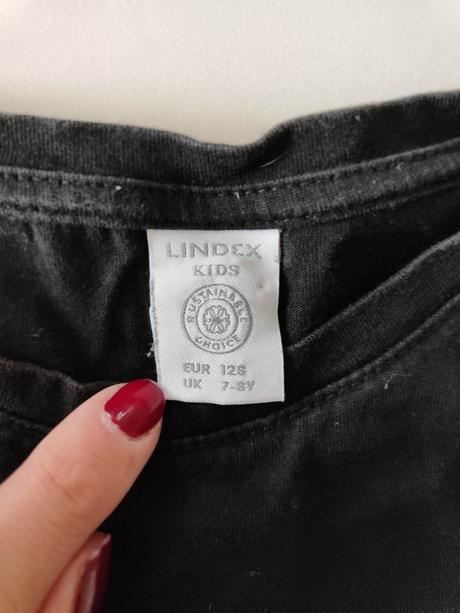 LINDEX
KIDS
SUSTAINABLE
CHOICE
EUR 128
UK 7-8Y